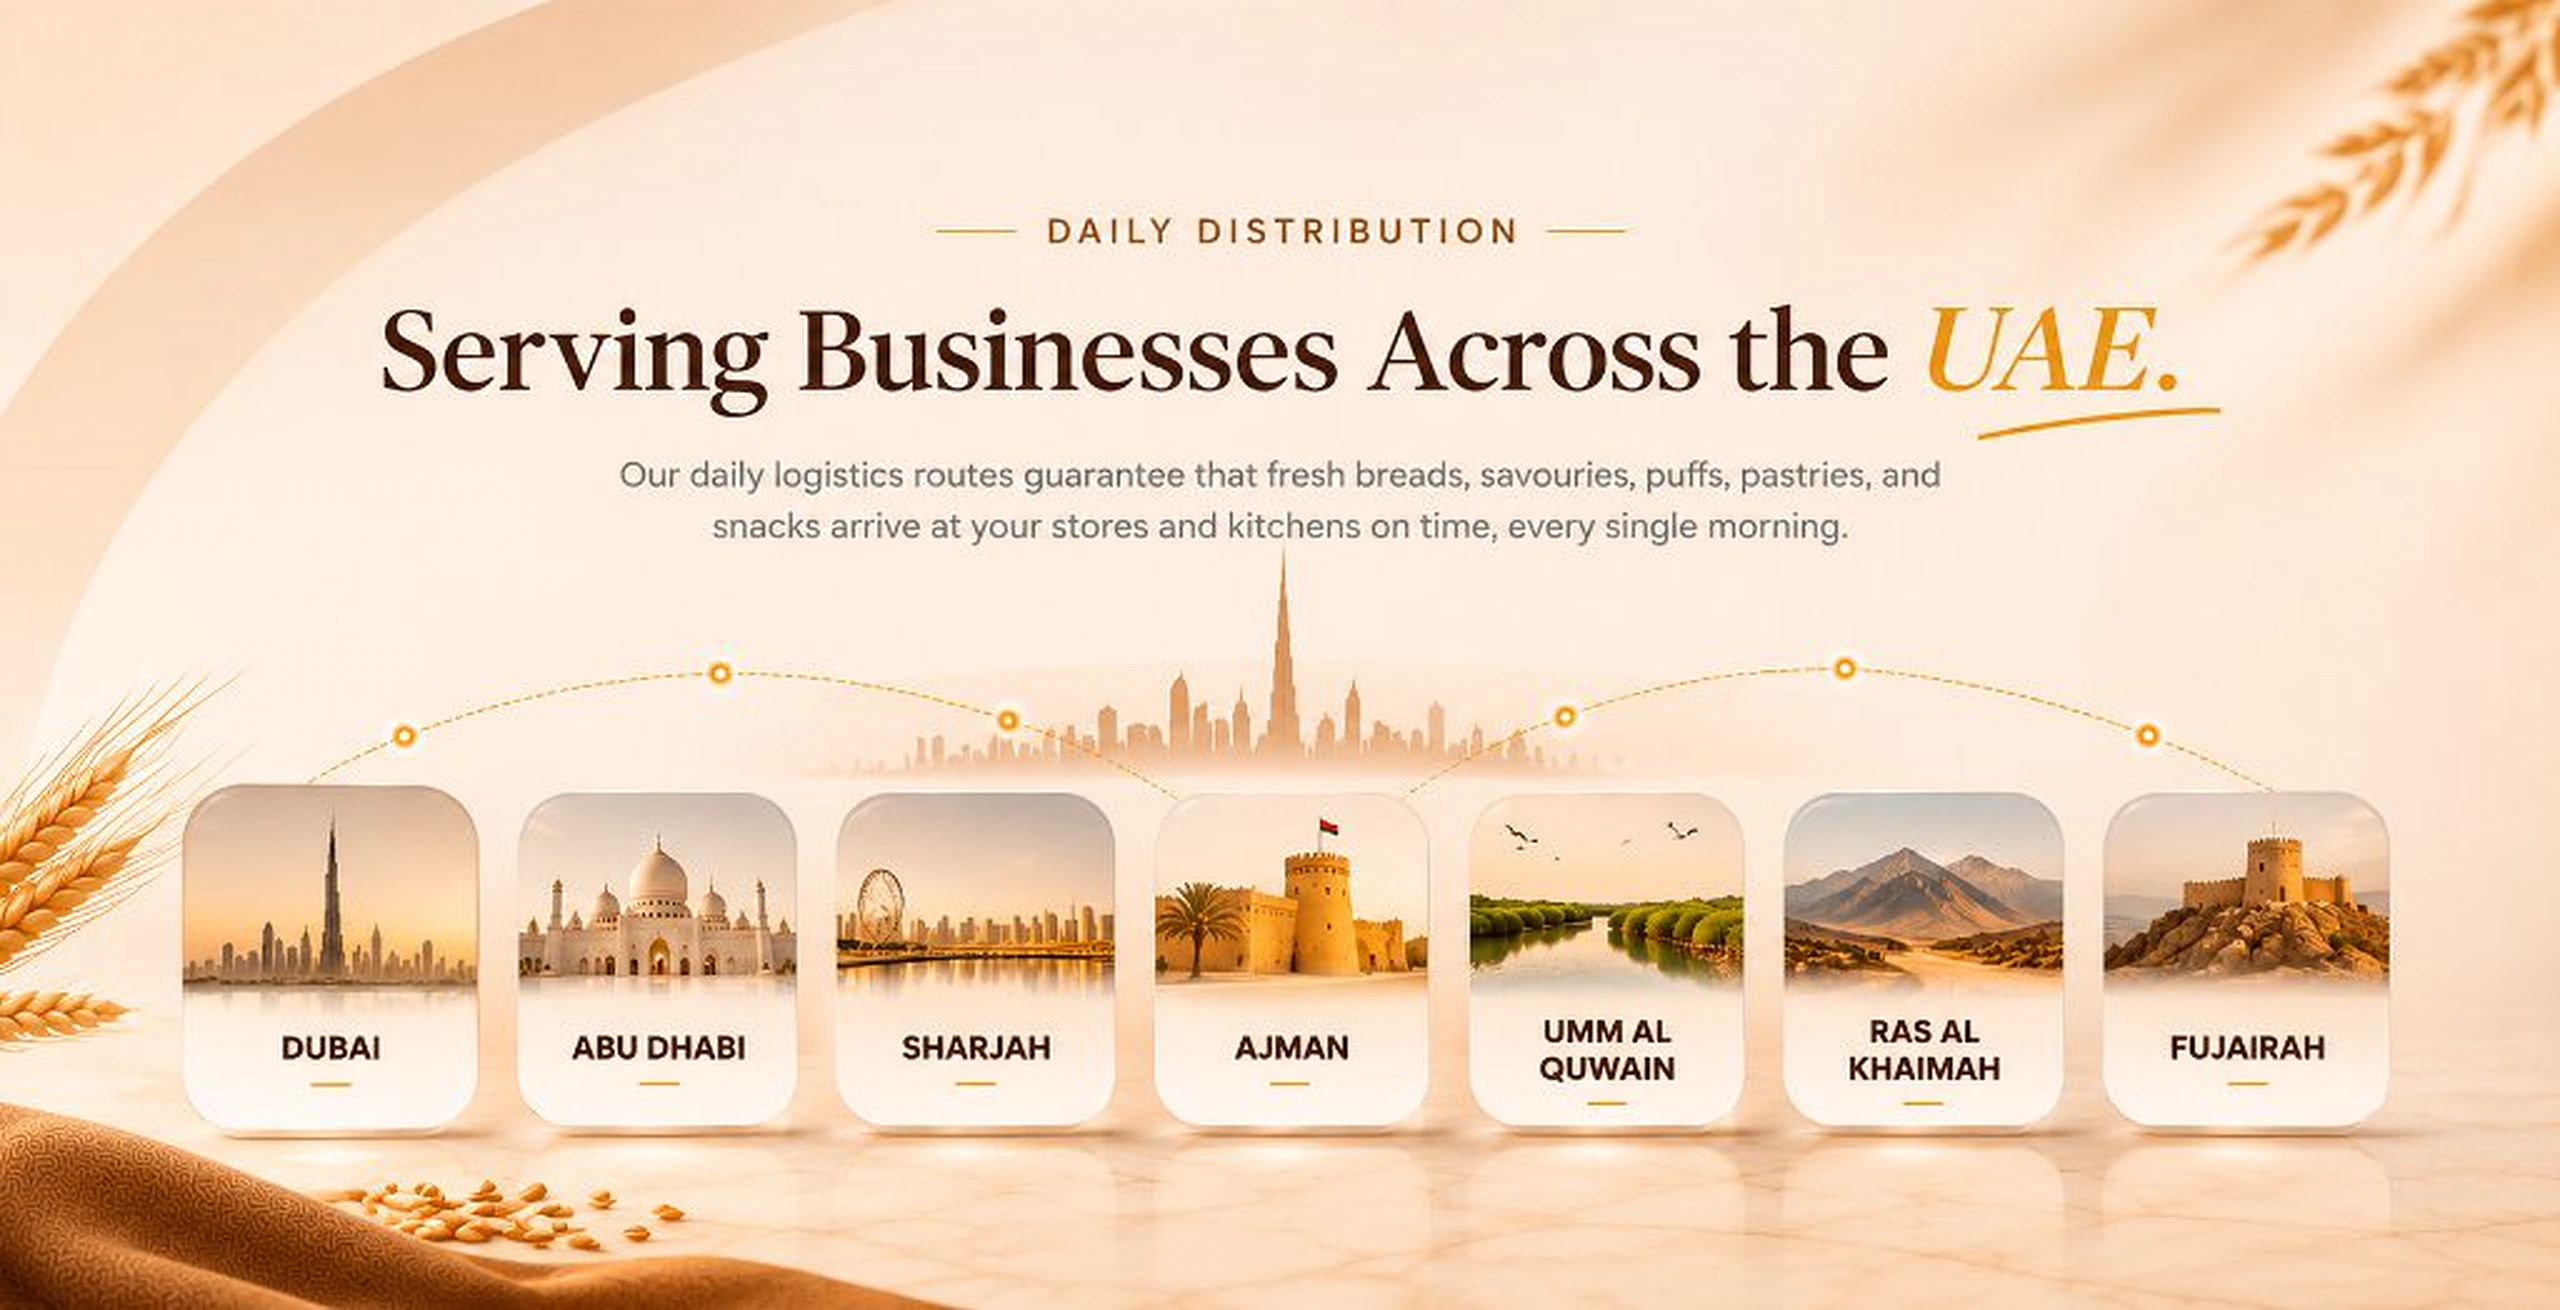 DAILY DISTRIBUTION
Serving Businesses Across the UAE.
Our daily logistics routes guarantee that fresh breads, savouries, puffs, pastries, and
snacks arrive at your stores and kitchens on time, every single morning.
DUBAI
ABU DHABI
SHARJAH
AJMAN
UMM AL
QUWAIN
RAS AL
KHAIMAH
FUJAIRAH